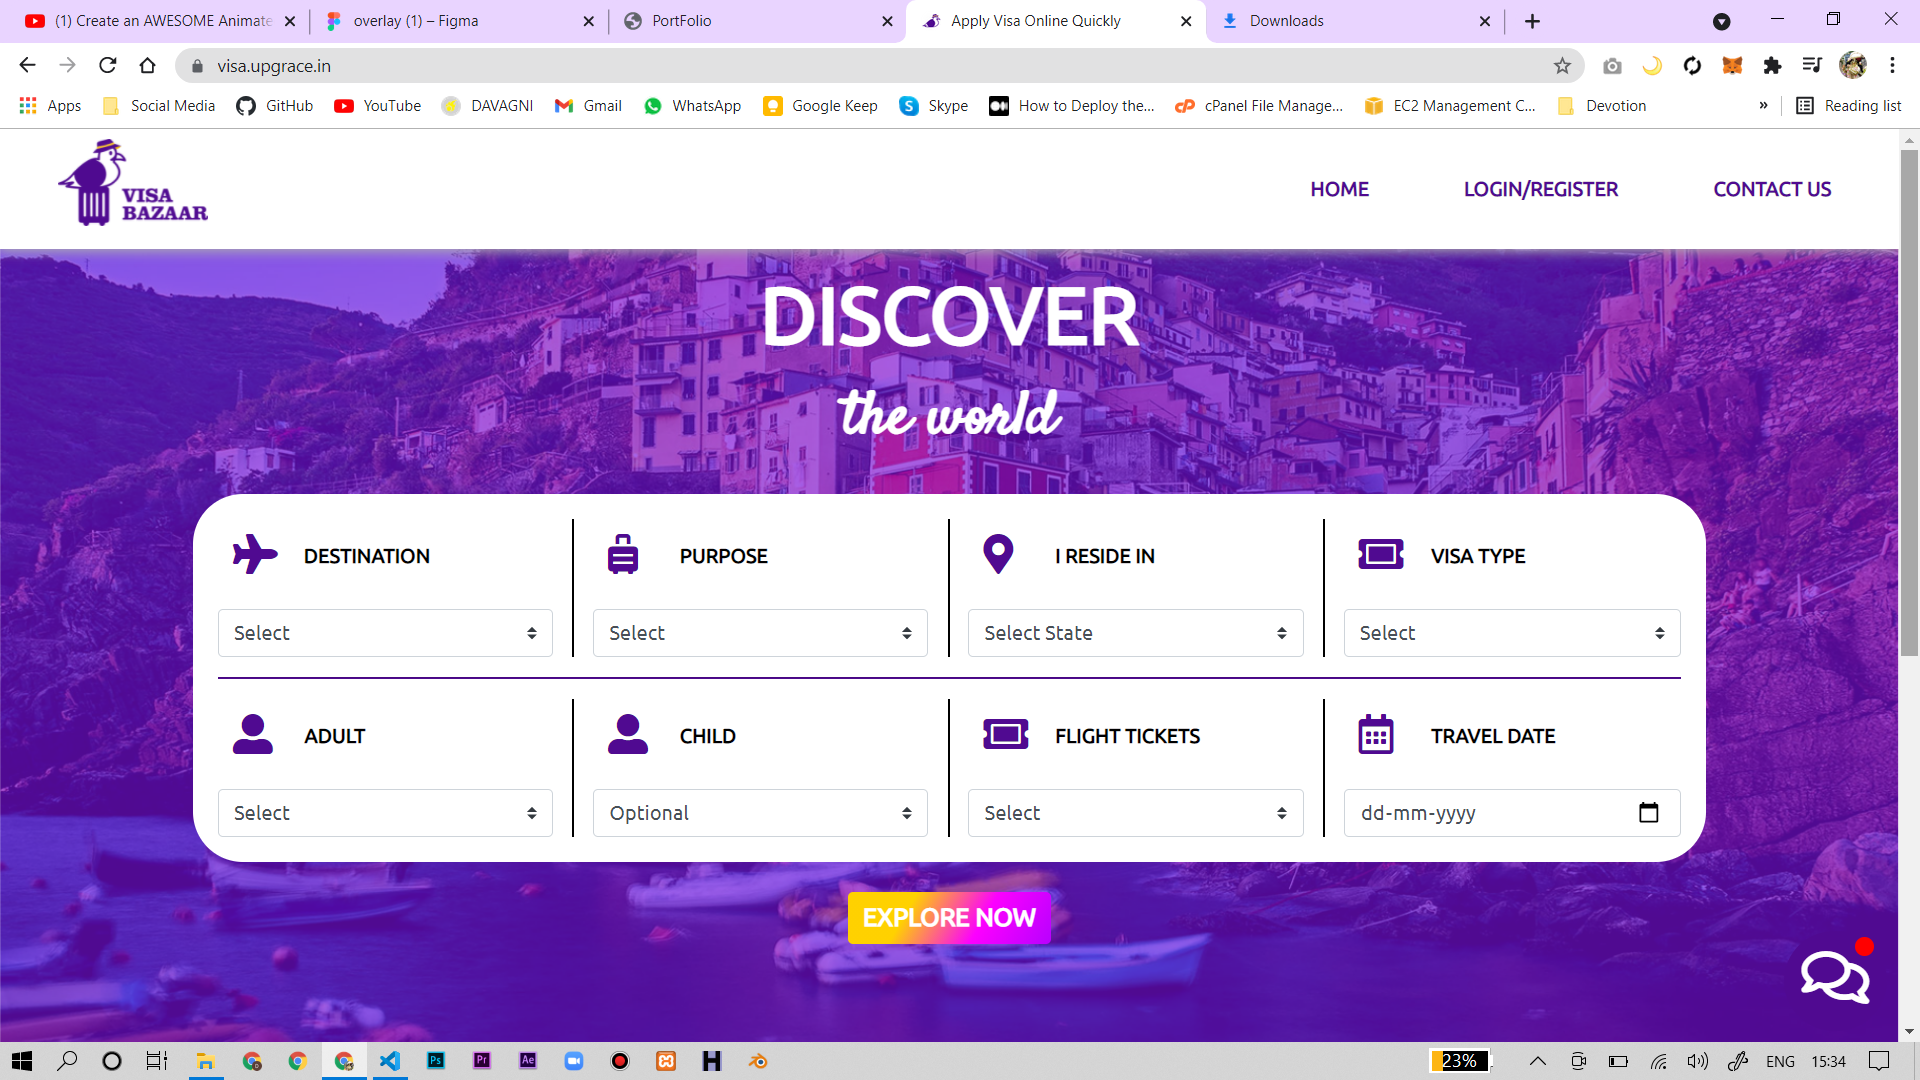 (1) Create an AWESOME Animate
overlay (1) – Figma
PortFolio
Apply Visa Online Quickly
Downloads
visa.upgrace.in
Apps
Social Media
GitHub
YouTube
DAVAGNI
Gmail
WhatsApp
Google Keep
Skype
How to Deploy the...
cPanel File Manage...
EC2 Management C...
Devotion
»
Reading list
VISA
BAZAAR
HOME
LOGIN/REGISTER
CONTACT US
DISCOVER
the world
DESTINATION
PURPOSE
I RESIDE IN
VISA TYPE
Select
Select
Select State
Select
ADULT
CHILD
FLIGHT TICKETS
TRAVEL DATE
Select
Optional
Select
dd-mm-yyyy
EXPLORE NOW
23%
ENG
15:34